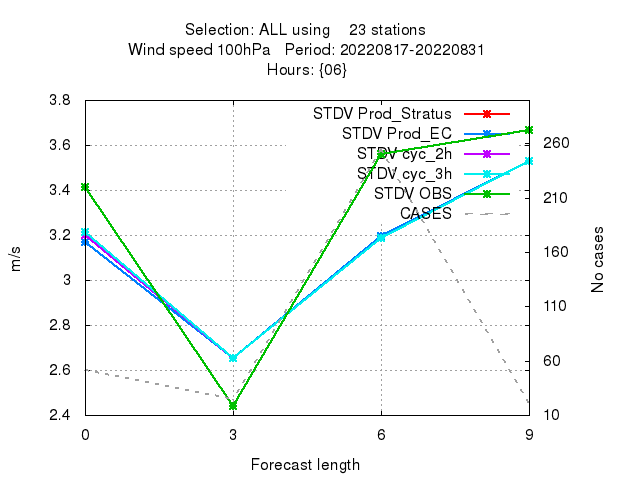 Selection: ALL using    23 stations
Wind speed 100hPa   Period: 20220817-20220831
Hours: {06}
3.8
3.6
3.4
3.2
3
2.8
2.6
2.4
m/s
STDV Prod_Stratus
STDV Prod_EC
STDV cyc_2h
STDV cyc_3h
STDV OBS
CASES
260
210
160
110
60
10
No cases
0 3 6 9
Forecast length